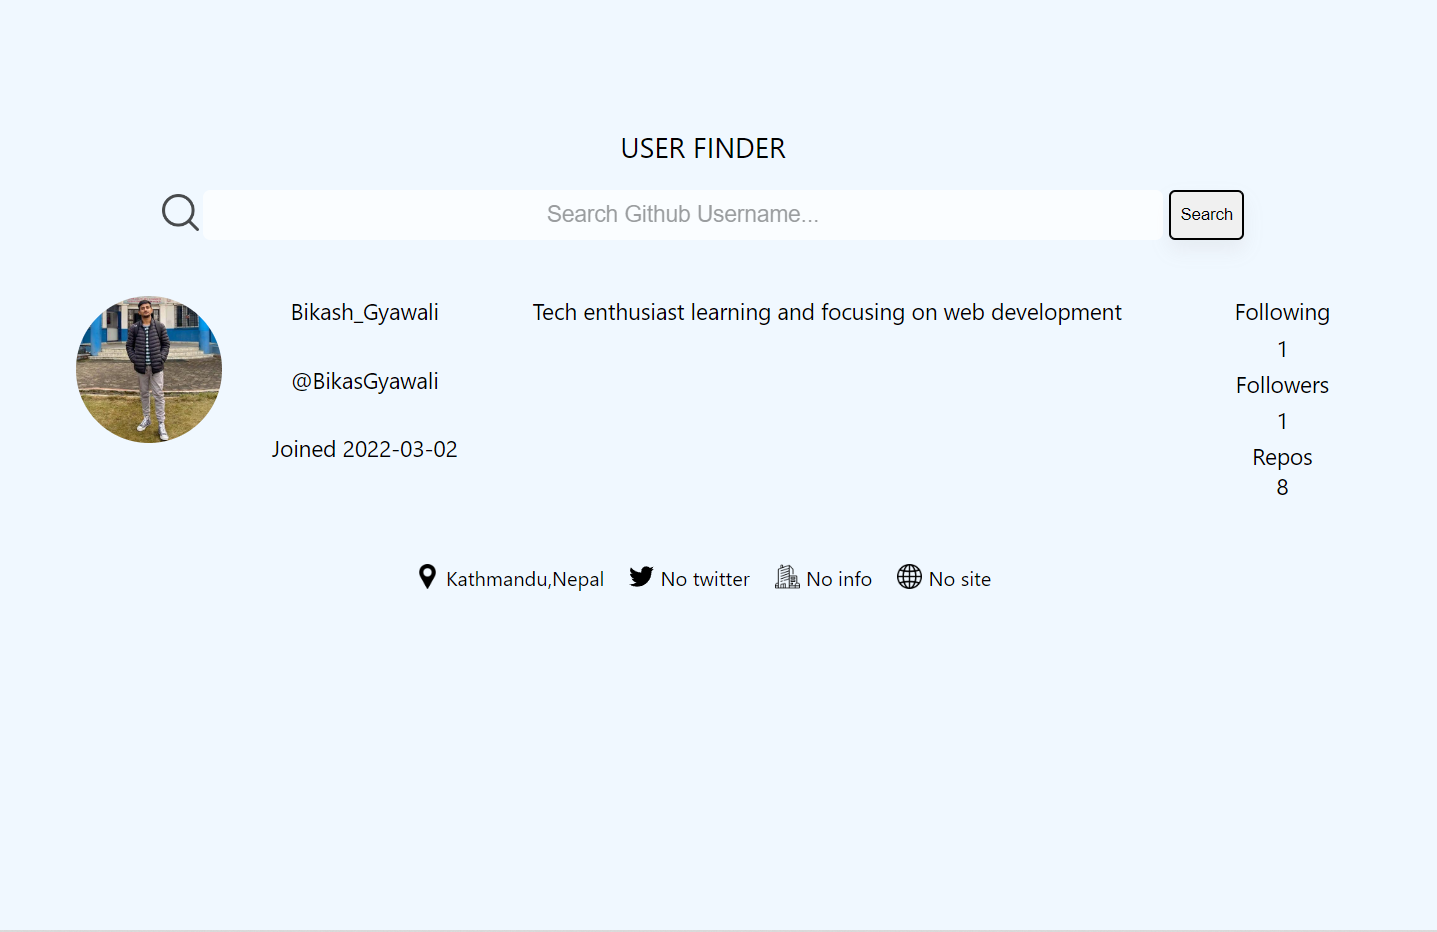 USER FINDER
Search Github Username...
Search
Bikash_Gyawali
@BikasGyawali
Joined 2022-03-02
Tech enthusiast learning and focusing on web development
Following
1
Followers
1
Repos
8
Kathmandu,Nepal
No twitter
No info
No site